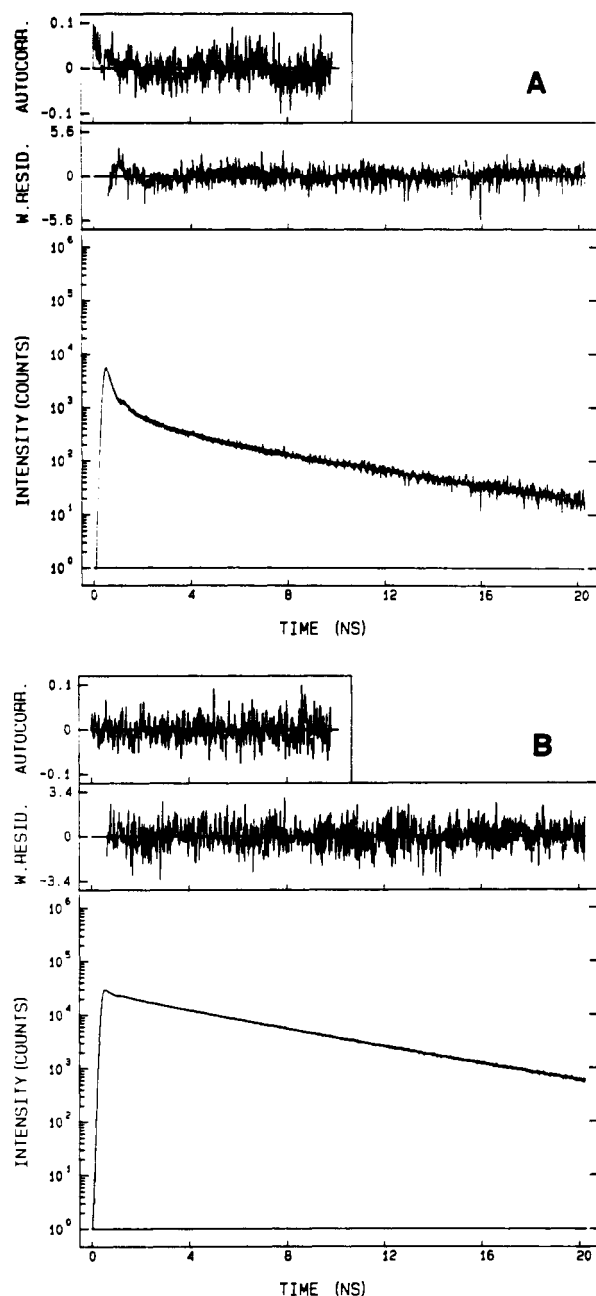 AUTOCORR.
0.1
0
-0.1
A
W.RESID.
5.6
0
-5.6
INTENSITY(COUNTS)
10^6
10^5
10^4
10^3
10^2
10^1
10^0
0 4 8 12 16 20
TIME (NS)
AUTOCORR.
0.1
0
-0.1
B
W.RESID.
3.4
0
-3.4
INTENSITY(COUNTS)
10^6
10^5
10^4
10^3
10^2
10^1
10^0
0 4 8 12 16 20
TIME (NS)